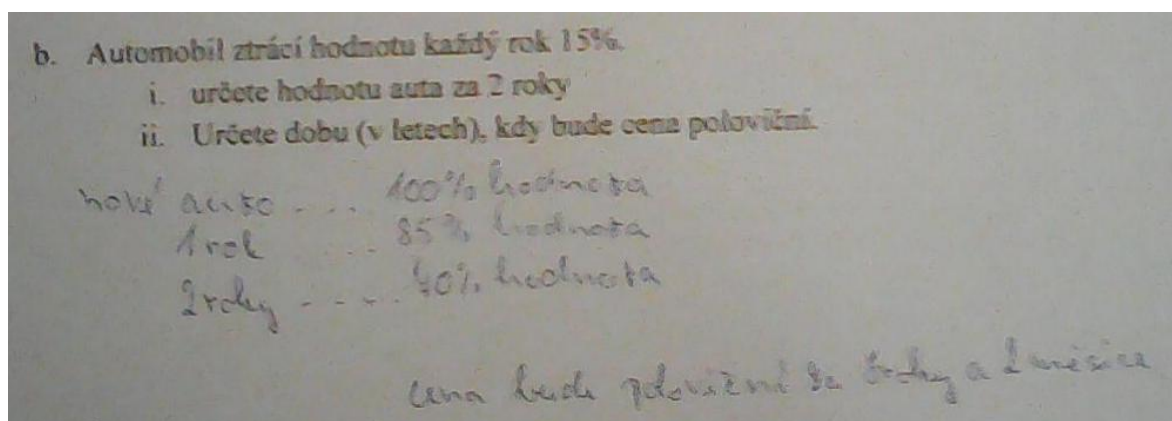 b. Automobil ztrácí hodnotu každý rok 15%.
i. určete hodnotu auta za 2 roky
ii. Určete dobu (v letech), kdy bude cena poloviční.
nové auto .... 100% hodnota
1 rok .... 85% hodnota
2 roky ..... 70% hodnota
cena bude poloviční za 3 roky a 2 měsíce